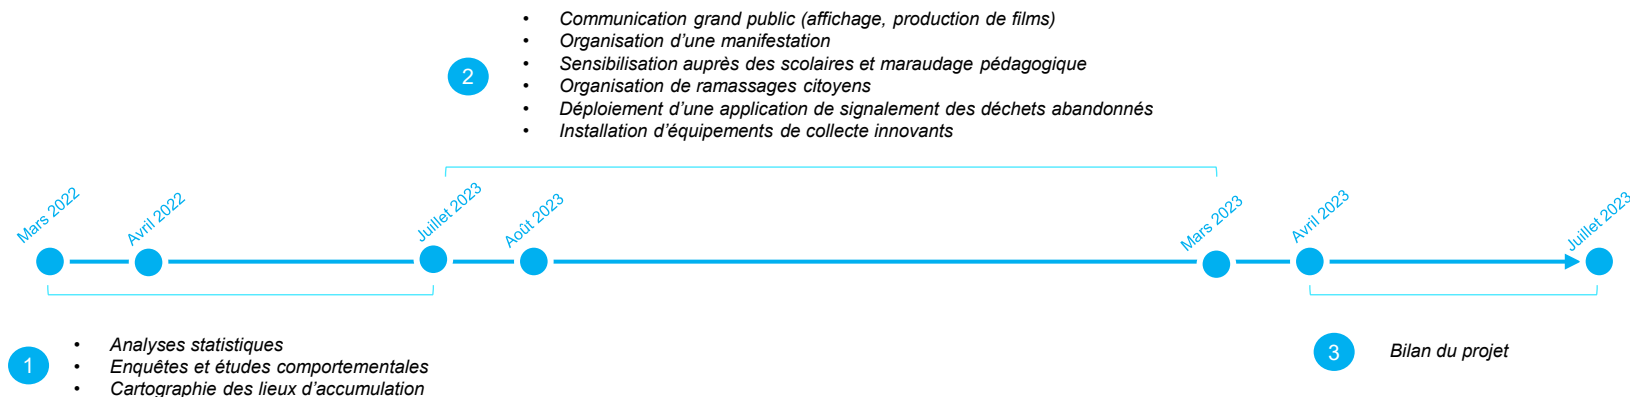 • Communication grand public (affichage, production de films)
• Organisation d'une manifestation
• Sensibilisation auprès des scolaires et maraudage pédagogique
2
• Organisation de ramassages citoyens
• Déploiement d'une application de signalement des déchets abandonnés
• Installation d'équipements de collecte innovants
Mars 2022
Avril 2022
Juillet 2023
Août 2023
Mars 2023
Avril 2023
Juillet 2023
1
• Analyses statistiques
• Enquêtes et études comportementales
• Cartographie des lieux d'accumulation
3
Bilan du projet